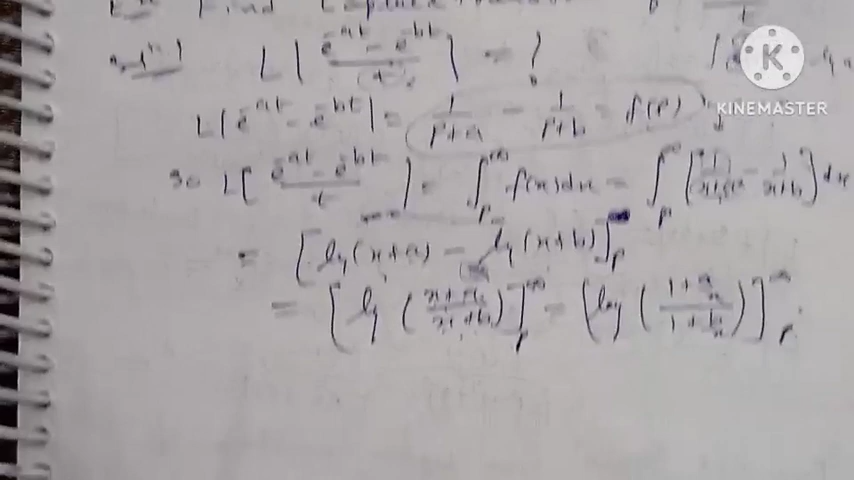 Find Laplace
L[ e^-at - e^-bt / t ] = ?
KINEMASTER
L[e^-at - e^-bt] = 1/(p+a) - 1/(p+b) = f(p)
so L[ (e^-at - e^-bt)/t ] = ∫_p^∞ f(x)dx = ∫_p^∞ ( 1/(x+a) - 1/(x+b) ) dx
= [log(x+a) - log(x+b)]_p^∞
= [log ((x+a)/(x+b))]_p^∞ = [log ((1+a/x)/(1+b/x))]_p^∞